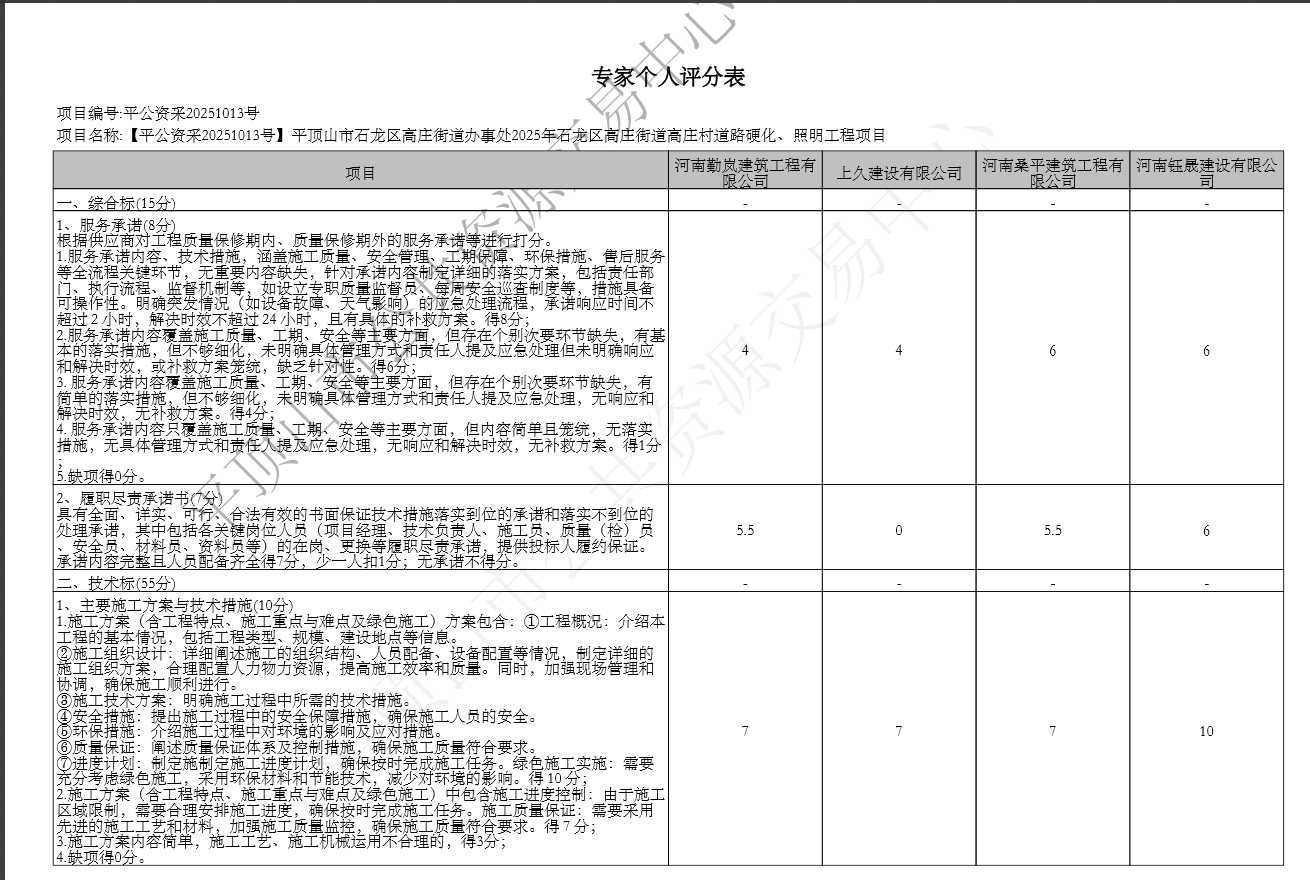 专家个人评分表
项目编号:平公资采20251013号
项目名称:【平公资采20251013号】平顶山市石龙区高庄街道办事处2025年石龙区高庄街道高庄村道路硬化、照明工程项目
项目
河南勤岚建筑工程有
限公司
上久建设有限公司
河南桑平建筑工程有
限公司
河南钰晟建设有限公
司
一、综合标(15分)
-
-
-
-
1、服务承诺(8分)
根据供应商对工程质量保修期内、质量保修期外的服务承诺等进行打分。
1.服务承诺内容、技术措施，涵盖施工质量、安全管理、工期保障、环保措施、售后服务
等全流程关键环节，无重要内容缺失，针对承诺内容制定详细的落实方案，包括责任部
门、执行流程、监督机制等，如设立专职质量监督员、每周安全巡查制度等，措施具备
可操作性。明确突发情况（如设备故障、天气影响）的应急处理流程，承诺响应时间不
超过 2 小时，解决时效不超过 24 小时，且有具体的补救方案。得8分；
2.服务承诺内容覆盖施工质量、工期、安全等主要方面，但存在个别次要环节缺失，有基
本的落实措施，但不够细化，未明确具体管理方式和责任人提及应急处理但未明确响应
和解决时效，或补救方案笼统，缺乏针对性。得6分；
3. 服务承诺内容覆盖施工质量、工期、安全等主要方面，但存在个别次要环节缺失，有
简单的落实措施，但不够细化，未明确具体管理方式和责任人提及应急处理，无响应和
解决时效，无补救方案。得4分；
4. 服务承诺内容只覆盖施工质量、工期、安全等主要方面，但内容简单且笼统，无落实
措施，无具体管理方式和责任人提及应急处理，无响应和解决时效，无补救方案。得1分
；
5.缺项得0分。
4
4
6
6
2、履职尽责承诺书(7分)
具有全面、详实、可行、合法有效的书面保证技术措施落实到位的承诺和落实不到位的
处理承诺，其中包括各关键岗位人员（项目经理、技术负责人、施工员、质量（检）员
、安全员、材料员、资料员等）的在岗、更换等履职尽责承诺，提供投标人履约保证。
承诺内容完整且人员配备齐全得7分，少一人扣1分；无承诺不得分。
5.5
0
5.5
6
二、技术标(55分)
-
-
-
-
1、主要施工方案与技术措施(10分)
1.施工方案（含工程特点、施工重点与难点及绿色施工）方案包含：①工程概况：介绍本
工程的基本情况，包括工程类型、规模、建设地点等信息。
②施工组织设计：详细阐述施工的组织结构、人员配备、设备配置等情况，制定详细的
施工组织方案，合理配置人力物力资源，提高施工效率和质量。同时，加强现场管理和
协调，确保施工顺利进行。
③施工技术方案：明确施工过程中所需的技术措施。
④安全措施：提出施工过程中的安全保障措施，确保施工人员的安全。
⑤环保措施：介绍施工过程中对环境的影响及应对措施。
⑥质量保证：阐述质量保证体系及控制措施，确保施工质量符合要求。
⑦进度计划：制定施制定施工进度计划，确保按时完成施工任务。绿色施工实施：需要
充分考虑绿色施工，采用环保材料和节能技术，减少对环境的影响。得 10 分；
2.施工方案（含工程特点、施工重点与难点及绿色施工）中包含施工进度控制：由于施工
区域限制，需要合理安排施工进度，确保按时完成施工任务。施工质量保证：需要采用
先进的施工工艺和材料，加强施工质量监控，确保施工质量符合要求。得 7 分；
3.施工方案内容简单，施工工艺、施工机械运用不合理的，得3分；
4.缺项得0分。
7
7
7
10
平顶山市公共资源交易中心
平顶山市公共资源交易中心